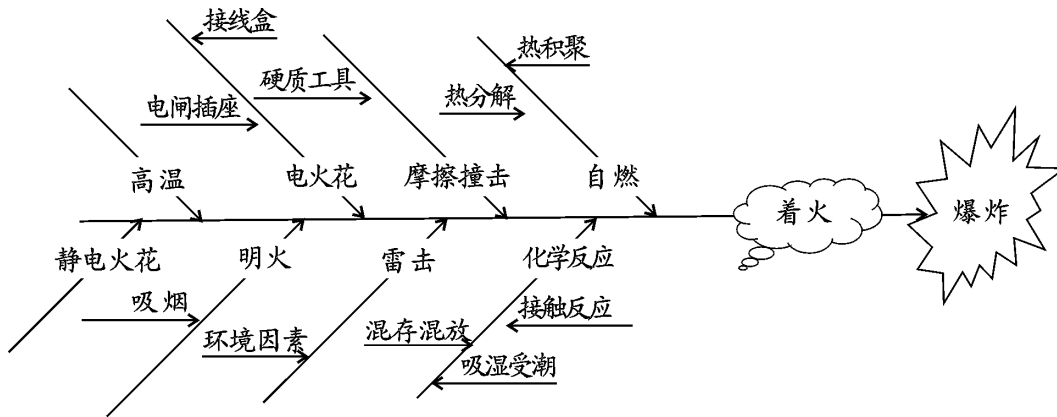 接线盒
硬质工具
热积聚
电闸插座
热分解
高温
电火花
摩擦撞击
自燃
着火
爆炸
静电火花
明火
雷击
化学反应
吸烟
环境因素
混存混放
接触反应
吸湿受潮